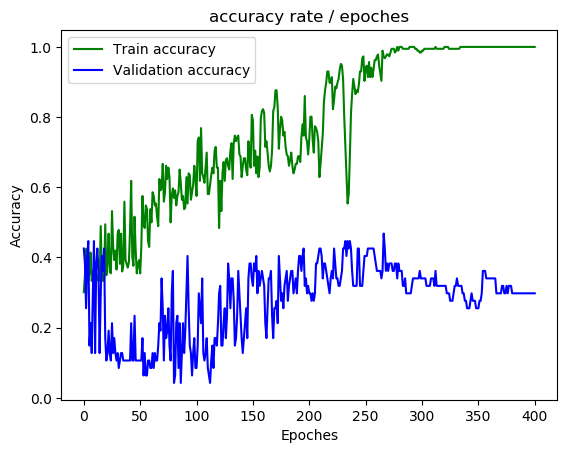 accuracy rate / epoches
Train accuracy
Validation accuracy
Accuracy
1.0
0.8
0.6
0.4
0.2
0.0
0 50 100 150 200 250 300 350 400
Epoches